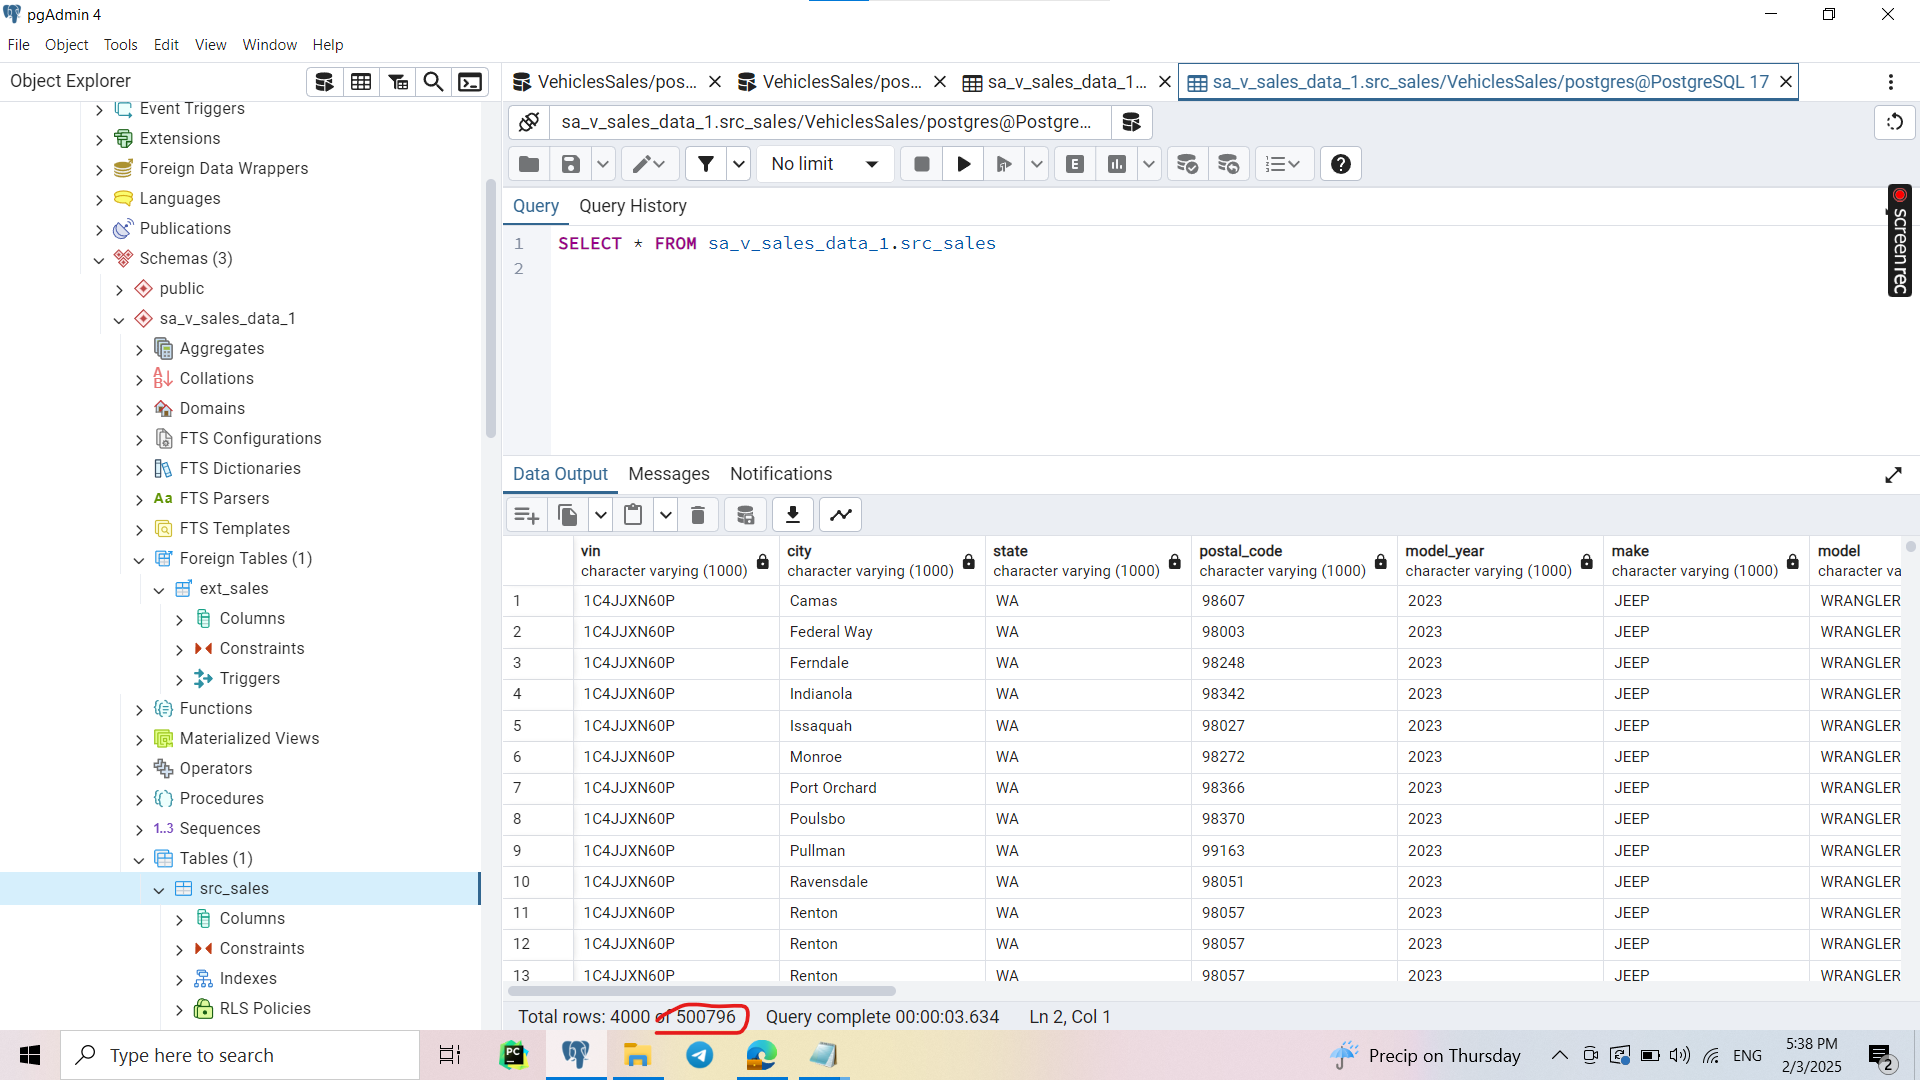 pgAdmin 4
File Object Tools Edit View Window Help
Object Explorer
VehiclesSales/pos...
VehiclesSales/pos...
sa_v_sales_data_1...
sa_v_sales_data_1.src_sales/VehiclesSales/postgres@PostgreSQL 17
Event Triggers
Extensions
Foreign Data Wrappers
Languages
Publications
Schemas (3)
public
sa_v_sales_data_1
Aggregates
Collations
Domains
FTS Configurations
FTS Dictionaries
Aa FTS Parsers
FTS Templates
Foreign Tables (1)
ext_sales
Columns
Constraints
Triggers
Functions
Materialized Views
Operators
Procedures
1..3 Sequences
Tables (1)
src_sales
Columns
Constraints
Indexes
RLS Policies
sa_v_sales_data_1.src_sales/VehiclesSales/postgres@Postgre...
No limit
E
Query Query History
1 SELECT * FROM sa_v_sales_data_1.src_sales
2
screen rec
Data Output Messages Notifications
vin city state postal_code model_year make model
character varying (1000) character varying (1000) character varying (1000) character varying (1000) character varying (1000) character varying (1000) character va
1 1C4JJXN60P Camas WA 98607 2023 JEEP WRANGLER
2 1C4JJXN60P Federal Way WA 98003 2023 JEEP WRANGLER
3 1C4JJXN60P Ferndale WA 98248 2023 JEEP WRANGLER
4 1C4JJXN60P Indianola WA 98342 2023 JEEP WRANGLER
5 1C4JJXN60P Issaquah WA 98027 2023 JEEP WRANGLER
6 1C4JJXN60P Monroe WA 98272 2023 JEEP WRANGLER
7 1C4JJXN60P Port Orchard WA 98366 2023 JEEP WRANGLER
8 1C4JJXN60P Poulsbo WA 98370 2023 JEEP WRANGLER
9 1C4JJXN60P Pullman WA 99163 2023 JEEP WRANGLER
10 1C4JJXN60P Ravensdale WA 98051 2023 JEEP WRANGLER
11 1C4JJXN60P Renton WA 98057 2023 JEEP WRANGLER
12 1C4JJXN60P Renton WA 98057 2023 JEEP WRANGLER
13 1C4JJXN60P Renton WA 98057 2023 JEEP WRANGLER
Total rows: 4000 of 500796 Query complete 00:00:03.634 Ln 2, Col 1
Type here to search
PC
Precip on Thursday
ENG
5:38 PM
2/3/2025
2